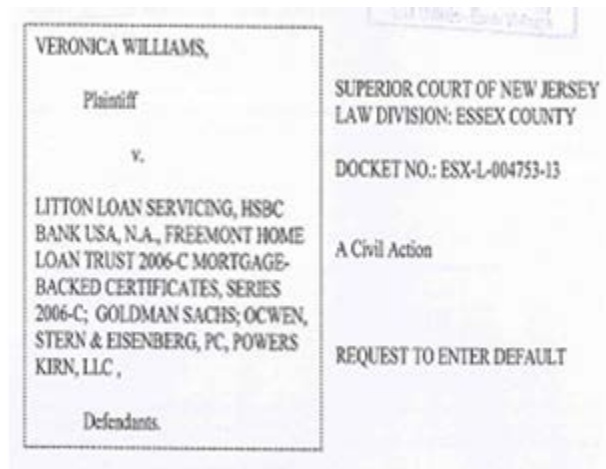 VERONICA WILLIAMS,
Plaintiff
v.
LITTON LOAN SERVICING, HSBC
BANK USA, N.A., FREEMONT HOME
LOAN TRUST 2006-C MORTGAGE-
BACKED CERTIFICATES, SERIES
2006-C; GOLDMAN SACHS; OCWEN,
STERN & EISENBERG, PC, POWERS
KIRN, LLC ,
Defendants.
SUPERIOR COURT OF NEW JERSEY
LAW DIVISION: ESSEX COUNTY
DOCKET NO.: ESX-L-004753-13
A Civil Action
REQUEST TO ENTER DEFAULT